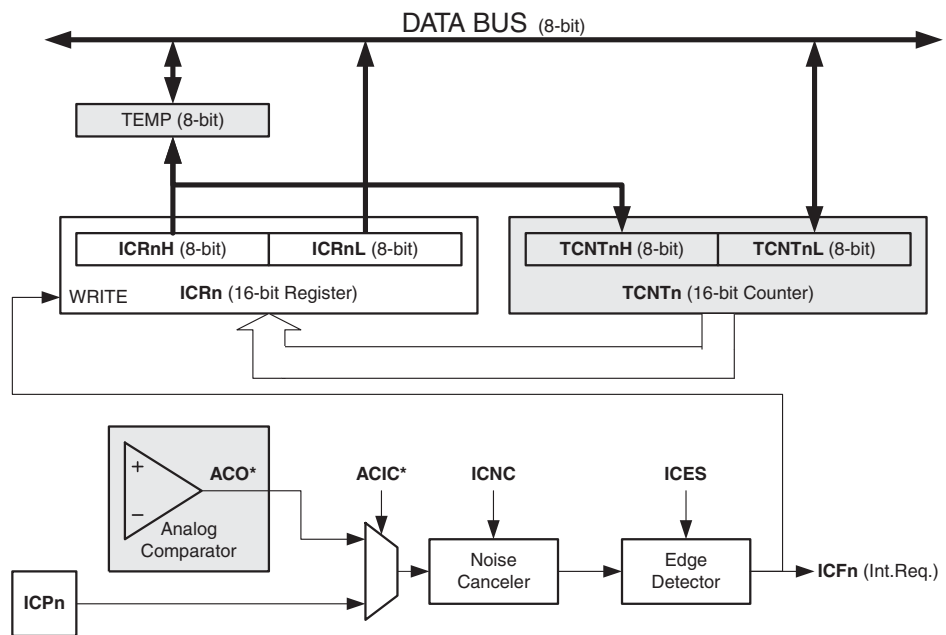 DATA BUS (8-bit)
TEMP (8-bit)
ICRnH (8-bit) ICRnL (8-bit)
TCNTnH (8-bit) TCNTnL (8-bit)
WRITE
ICRn (16-bit Register)
TCNTn (16-bit Counter)
+
−
ACO*
Analog
Comparator
ACIC*
ICNC
ICES
Noise
Canceler
Edge
Detector
ICFn (Int.Req.)
ICPn